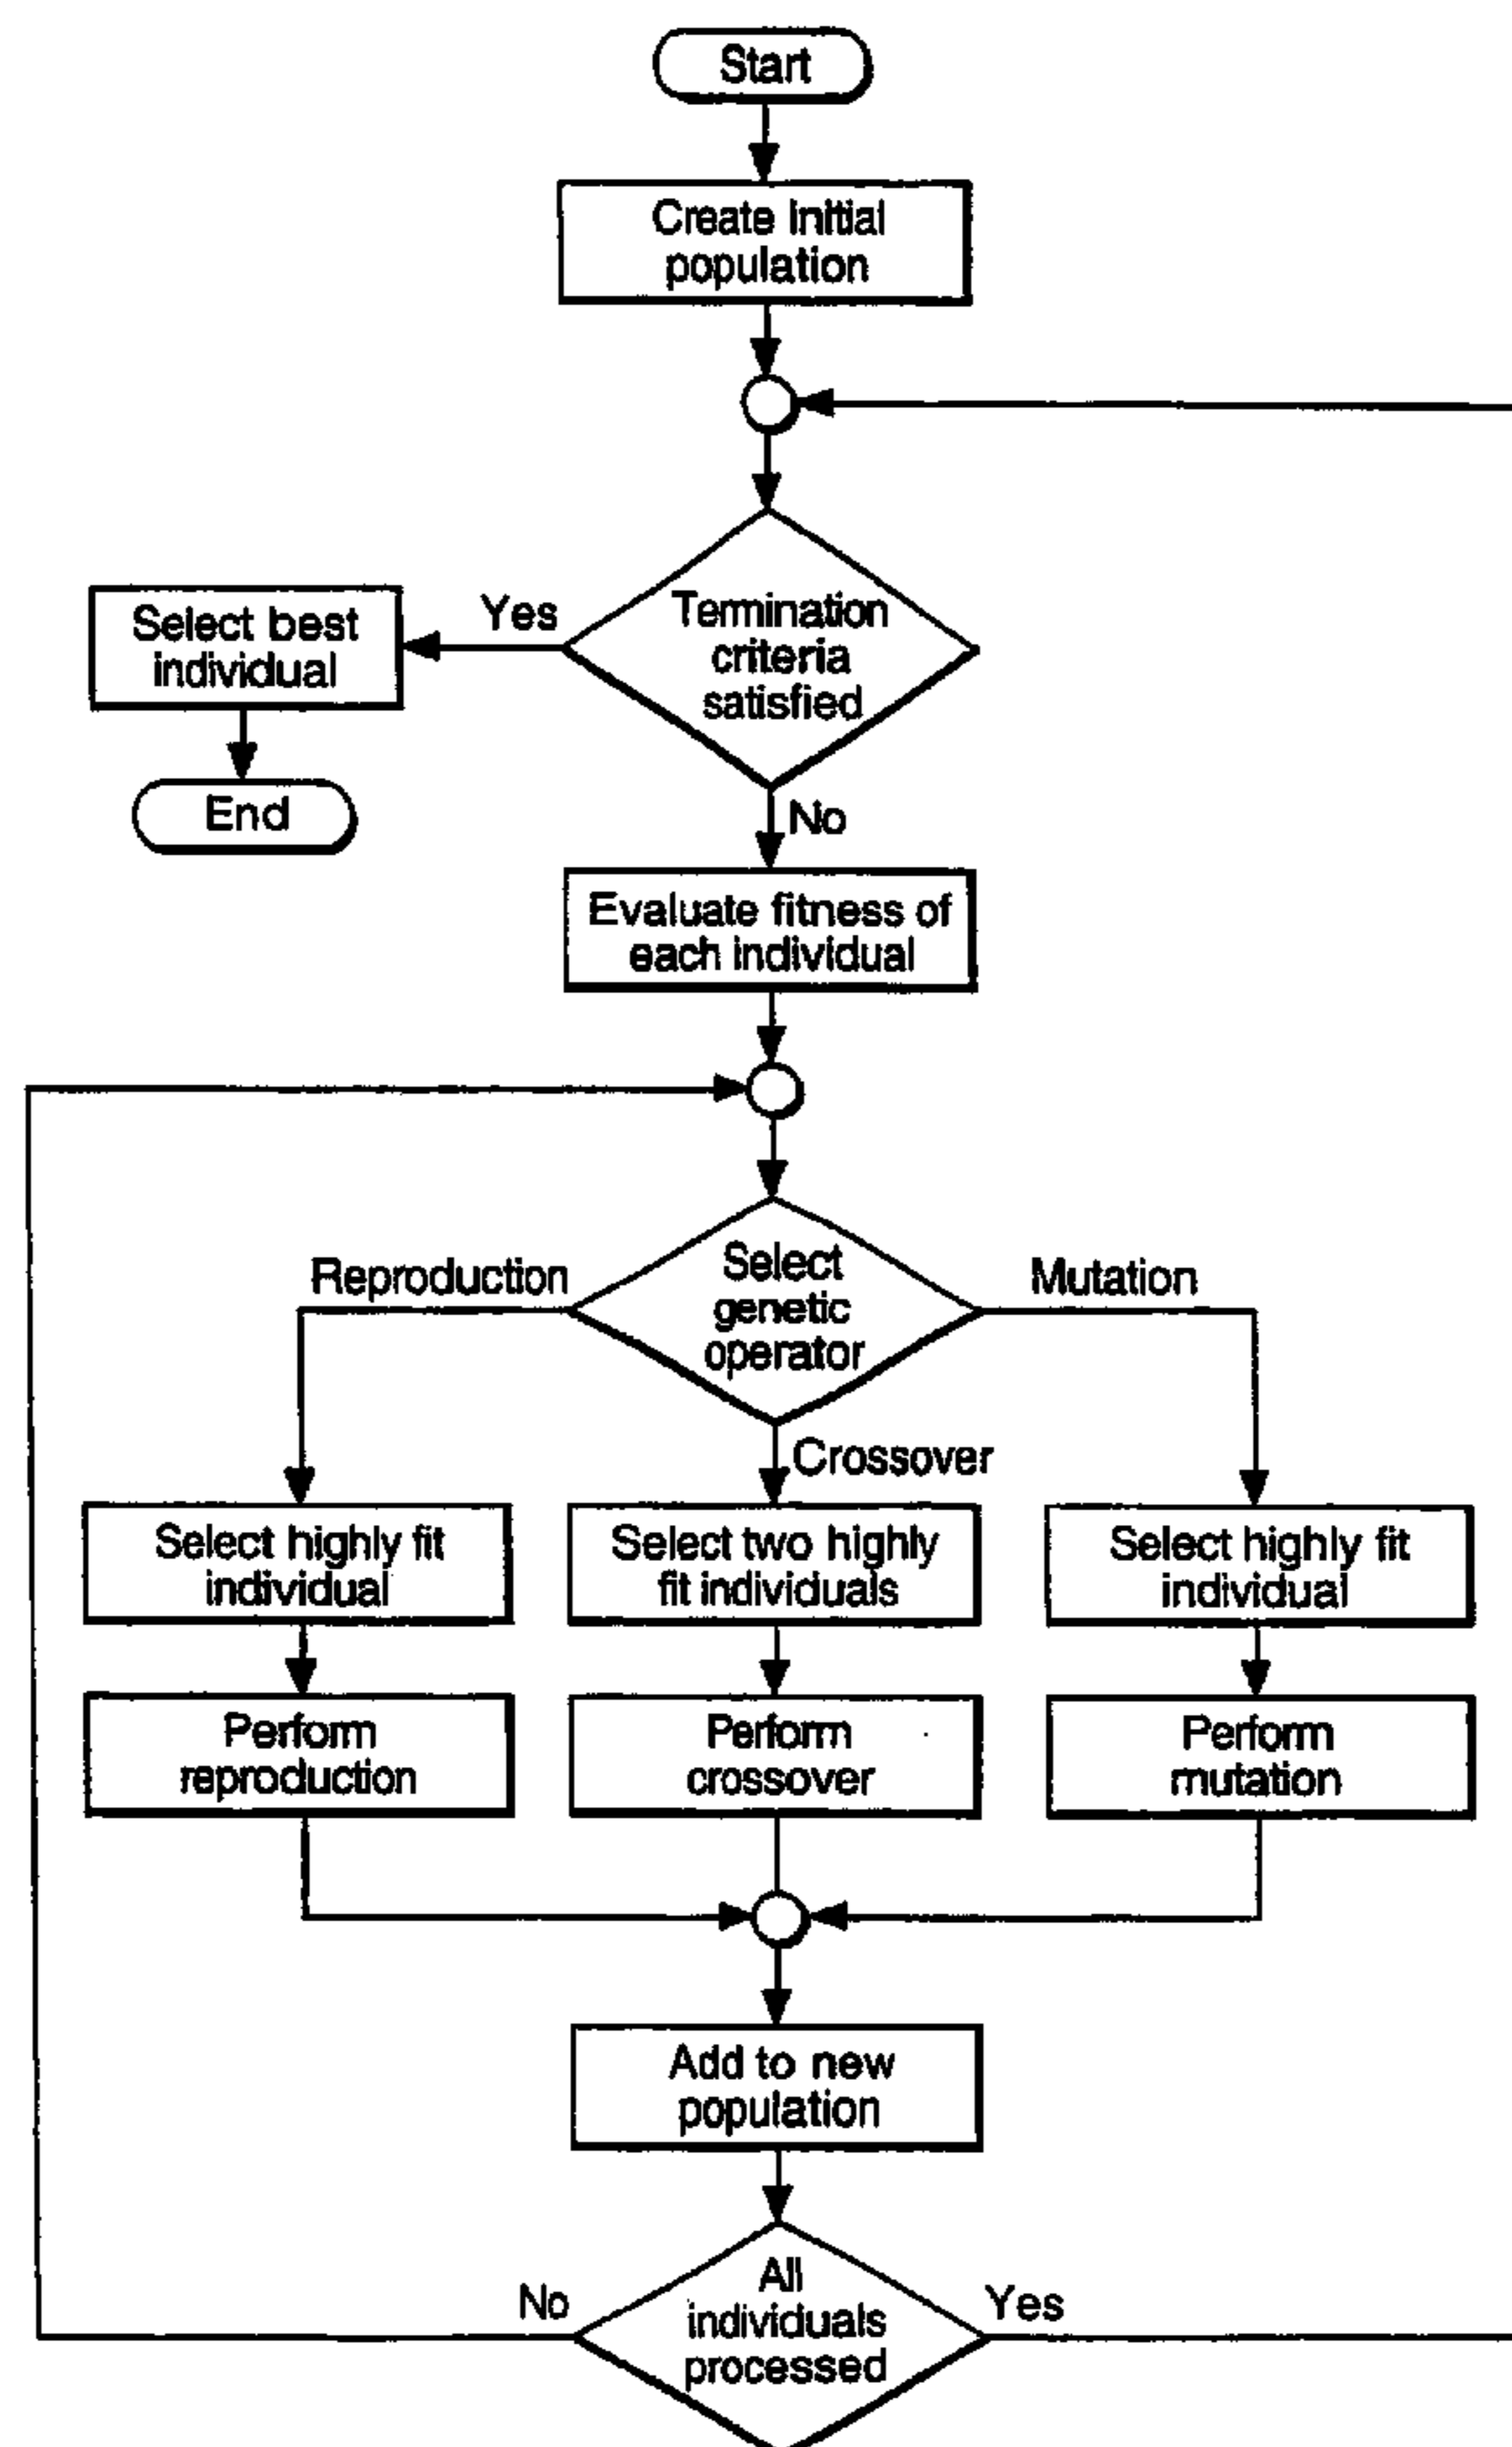 Start
Create initial
population
Termination
criteria
satisfied
Yes
Select best
individual
End
No
Evaluate fitness of
each individual
Select
genetic
operator
Reproduction
Crossover
Mutation
Select highly fit
individual
Select two highly
fit individuals
Select highly fit
individual
Perform
reproduction
Perform
crossover
Perform
mutation
Add to new
population
All
individuals
processed
No
Yes